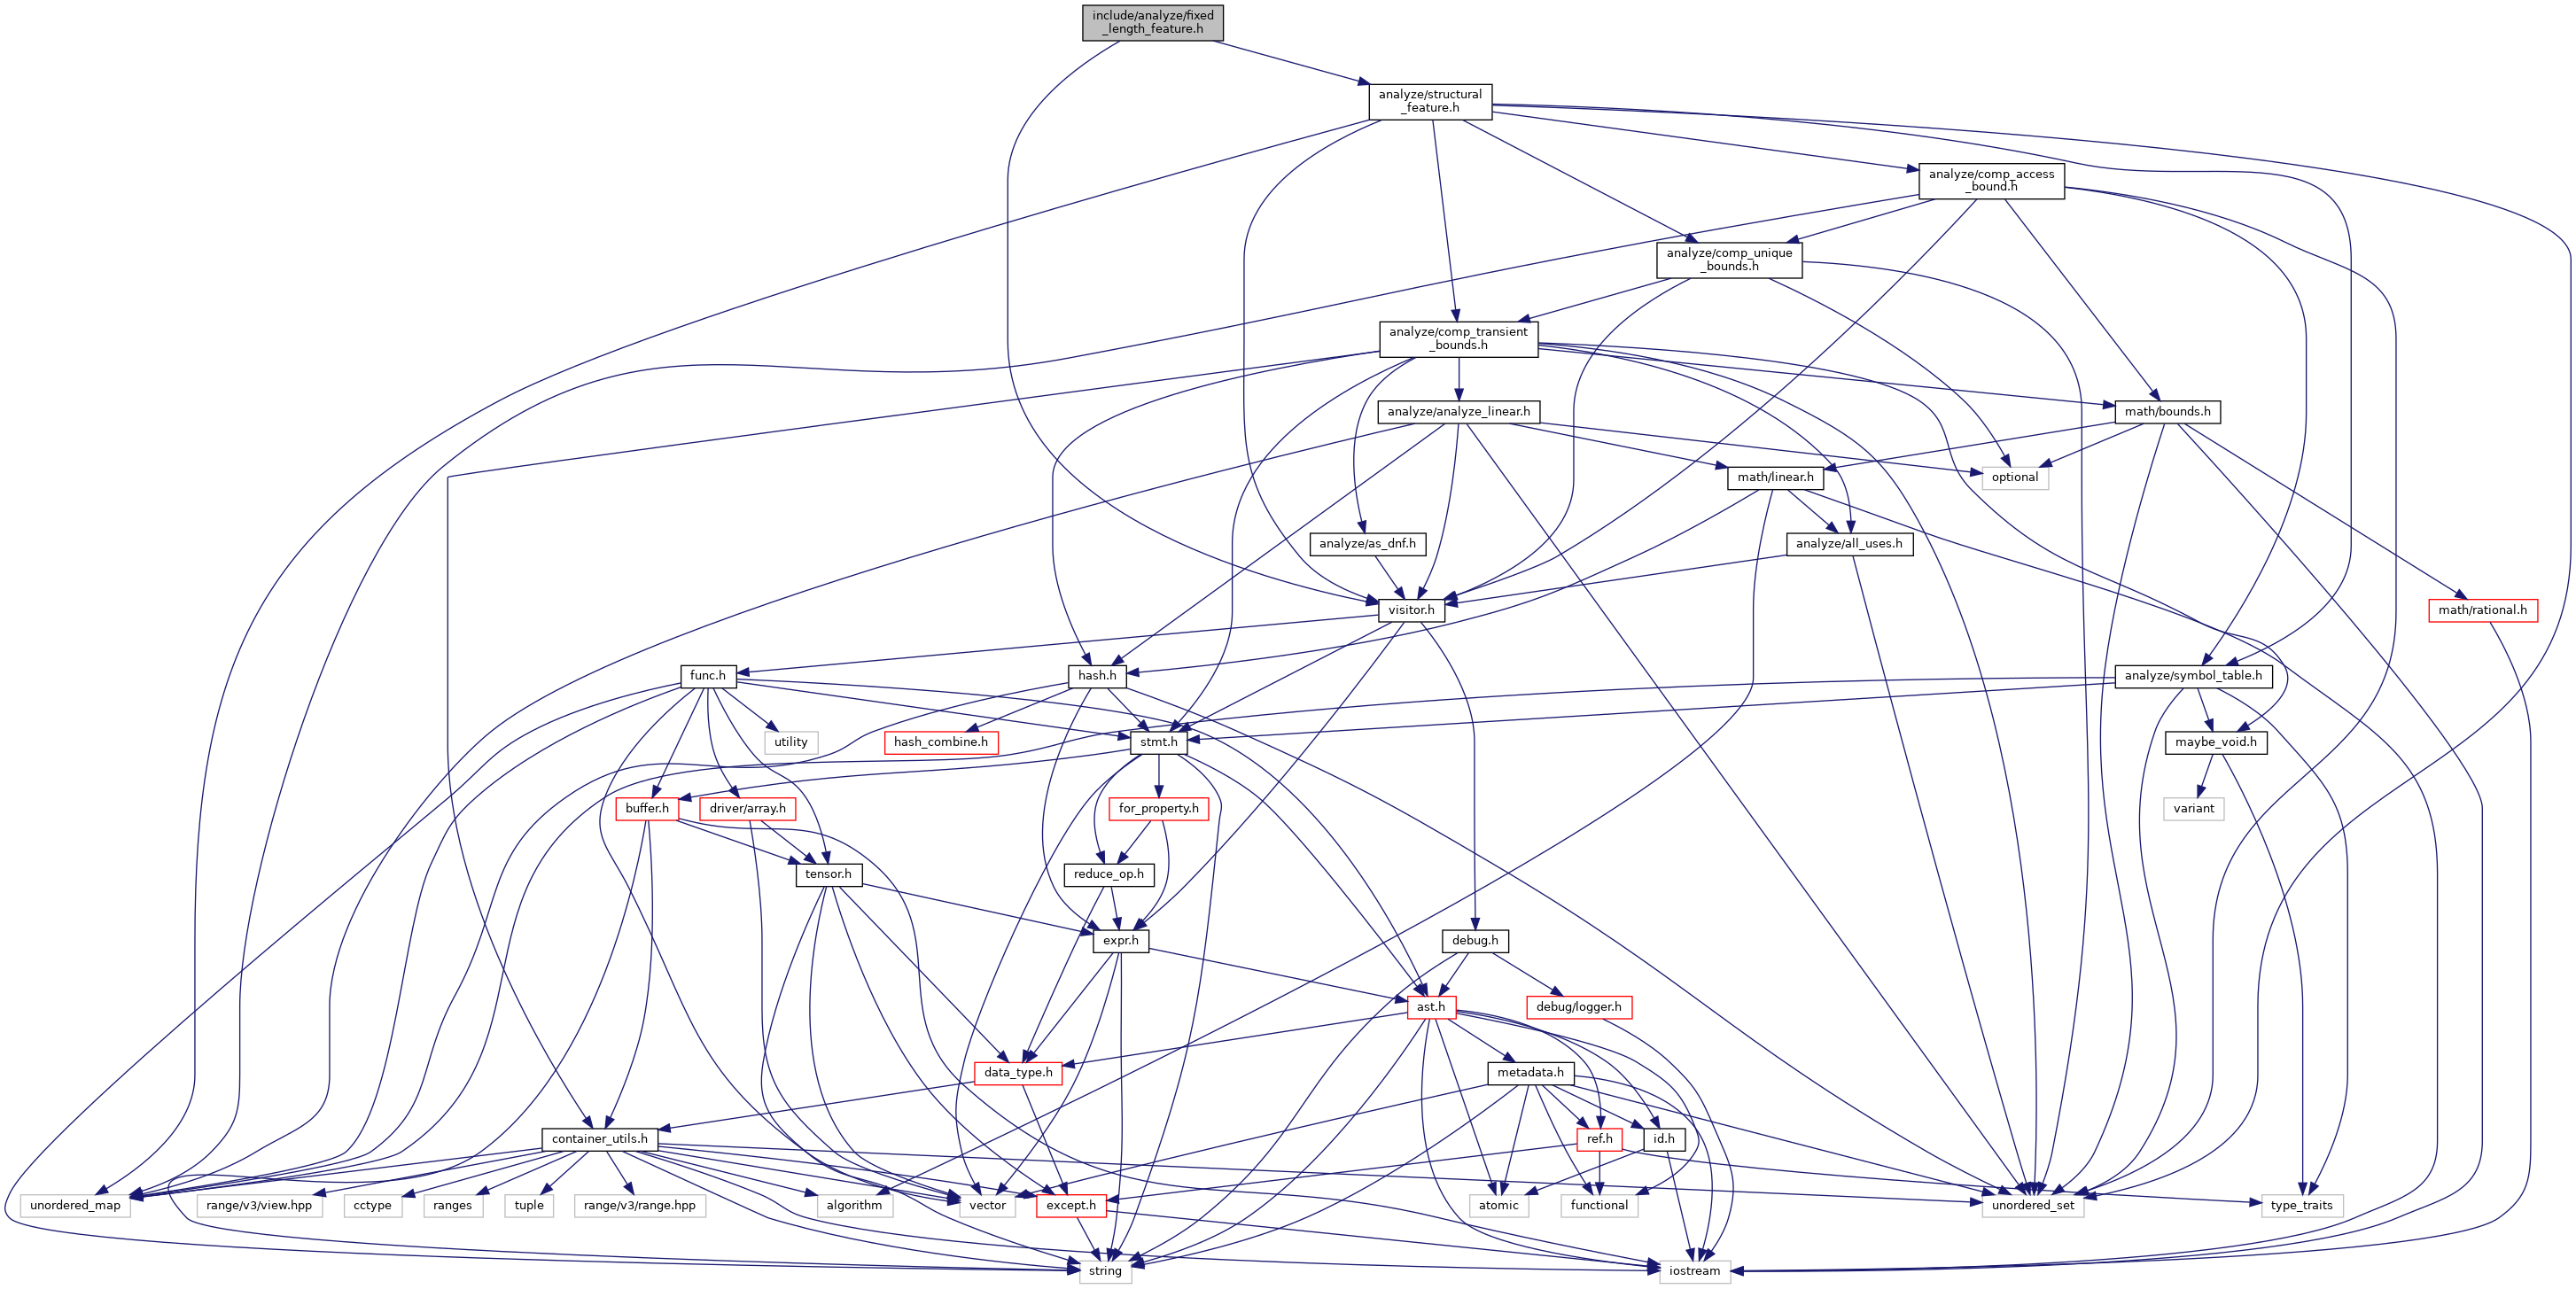 include/analyze/fixed
_length_feature.h
analyze/structural
_feature.h
analyze/comp_access
_bound.h
analyze/comp_unique
_bounds.h
analyze/comp_transient
_bounds.h
analyze/analyze_linear.h
math/bounds.h
math/linear.h
optional
analyze/as_dnf.h
analyze/all_uses.h
visitor.h
math/rational.h
func.h
hash.h
analyze/symbol_table.h
utility
hash_combine.h
stmt.h
maybe_void.h
buffer.h
driver/array.h
for_property.h
variant
tensor.h
reduce_op.h
expr.h
debug.h
ast.h
debug/logger.h
data_type.h
metadata.h
container_utils.h
ref.h
id.h
unordered_map
range/v3/view.hpp
cctype
ranges
tuple
range/v3/range.hpp
algorithm
vector
except.h
atomic
functional
unordered_set
type_traits
string
iostream